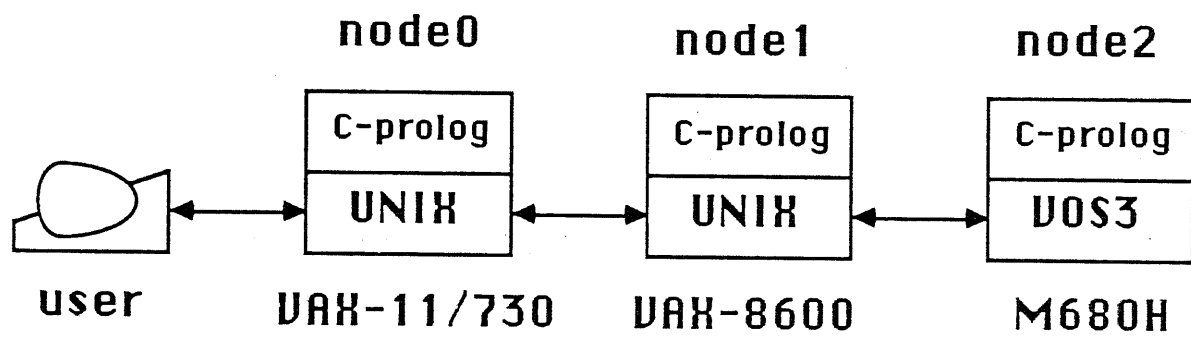 node0 node1 node2
C-prolog C-prolog C-prolog
UNIX UNIX VOS3
user VAX-11/730 VAX-8600 M680H